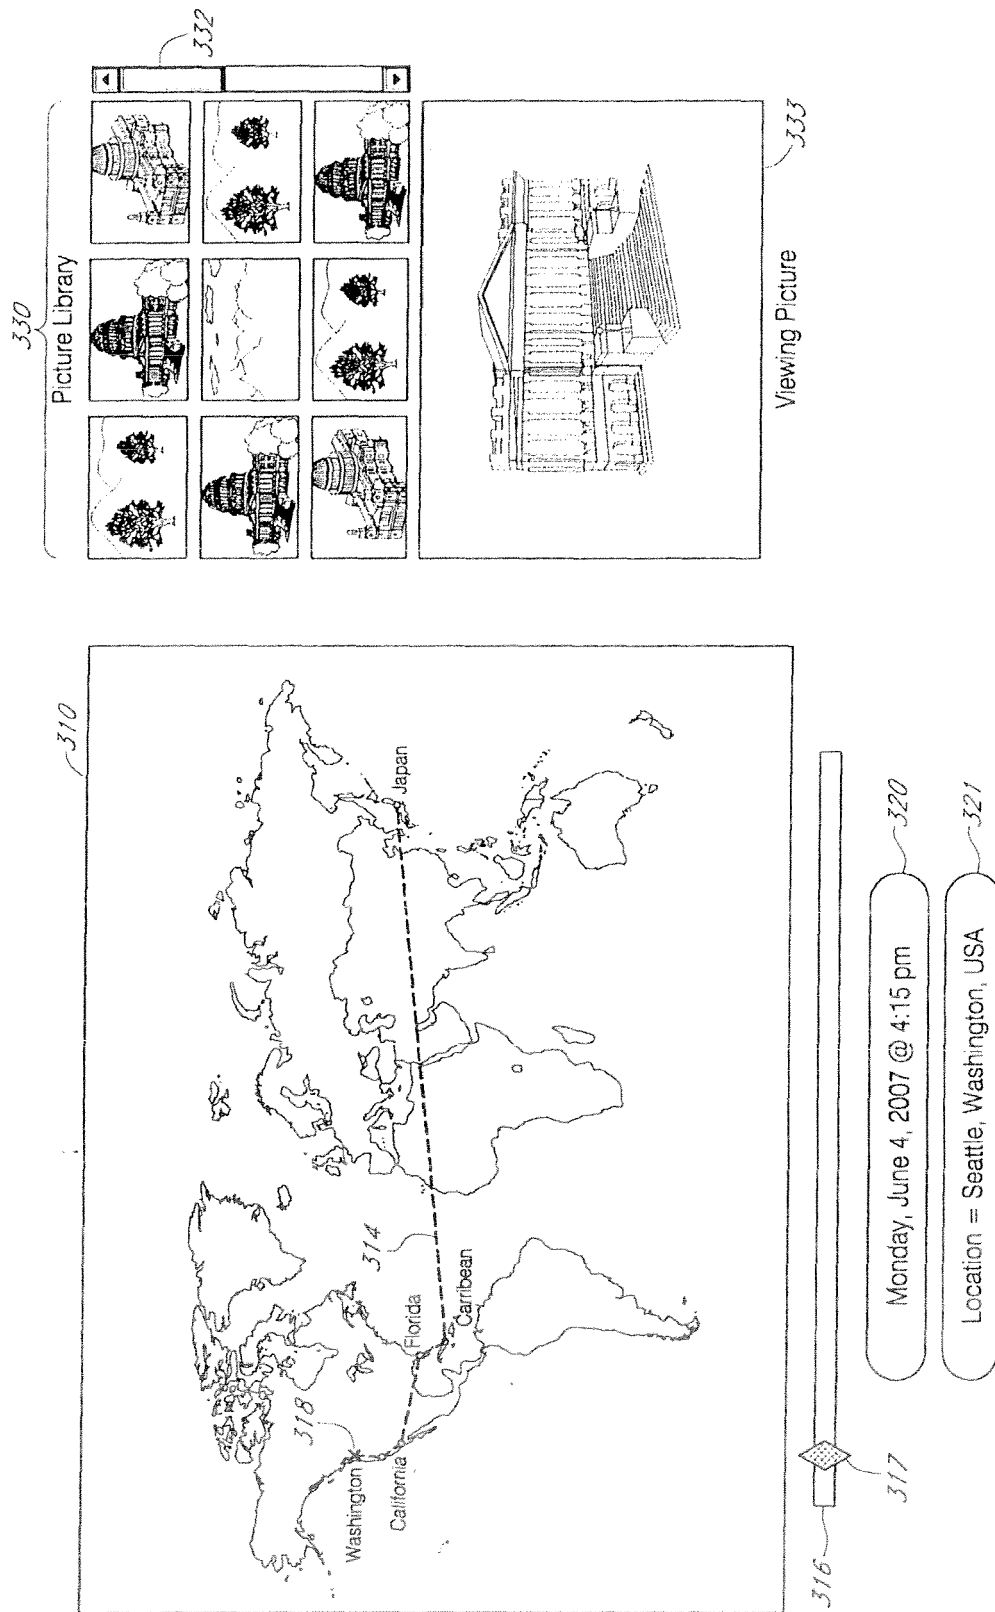 310
Washington
318
California
Florida
314
Carribean
Japan
316
317
Monday, June 4, 2007 @ 4:15 pm
320
Location = Seattle, Washington, USA
321
330
Picture Library
332
333
Viewing Picture